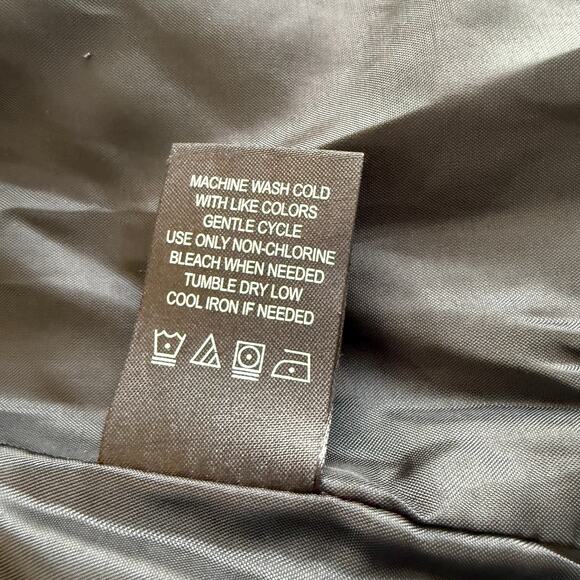 MACHINE WASH COLD
WITH LIKE COLORS
GENTLE CYCLE
USE ONLY NON-CHLORINE
BLEACH WHEN NEEDED
TUMBLE DRY LOW
COOL IRON IF NEEDED